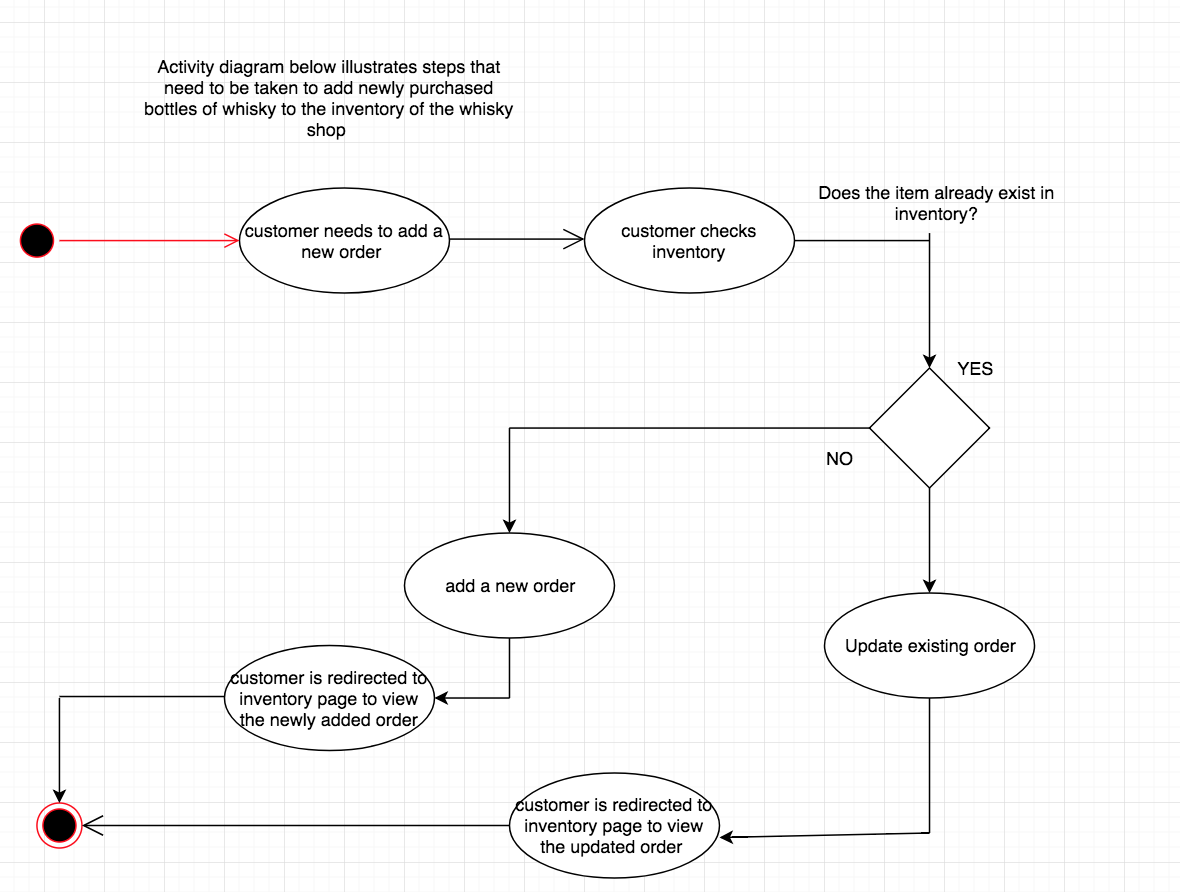 Activity diagram below illustrates steps that
need to be taken to add newly purchased
bottles of whisky to the inventory of the whisky
shop
Does the item already exist in
inventory?
customer needs to add a
new order
customer checks
inventory
YES
NO
add a new order
Update existing order
customer is redirected to
inventory page to view
the newly added order
customer is redirected to
inventory page to view
the updated order